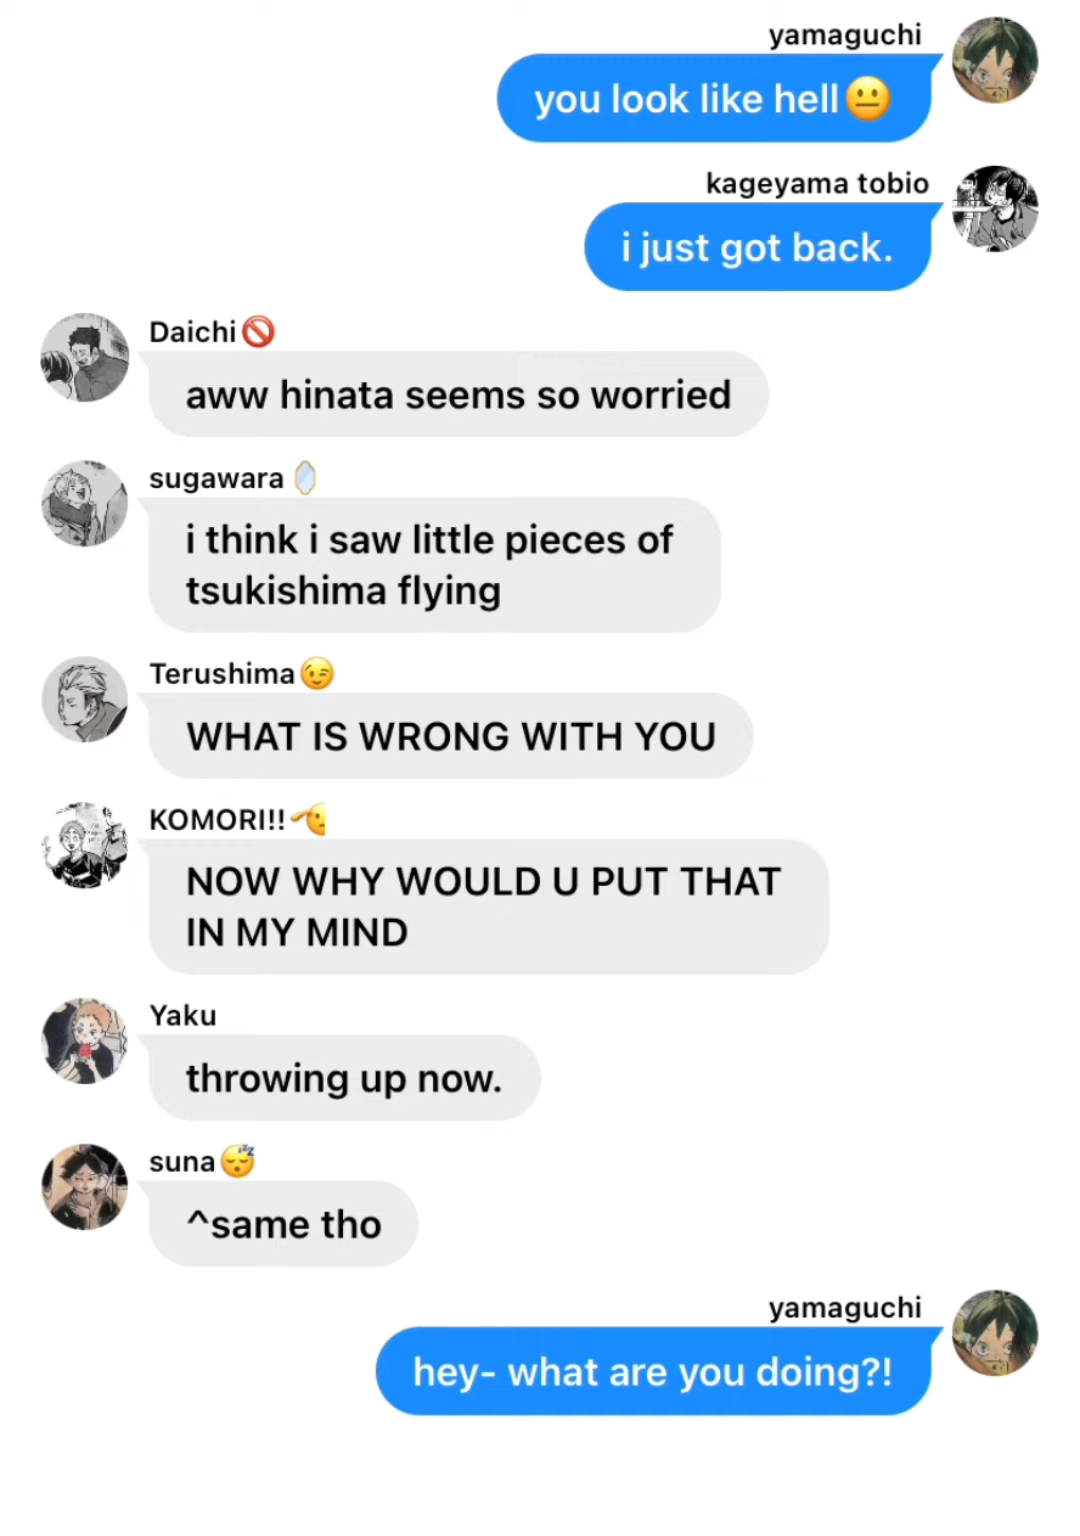 yamaguchi
you look like hell😐
kageyama tobio
i just got back.
Daichi🚫
aww hinata seems so worried
sugawara 🪞
i think i saw little pieces of
tsukishima flying
Terushima😉
WHAT IS WRONG WITH YOU
KOMORI!!🫡
NOW WHY WOULD U PUT THAT
IN MY MIND
Yaku
throwing up now.
suna😴
^same tho
yamaguchi
hey- what are you doing?!